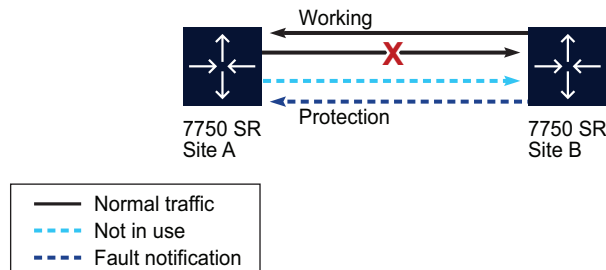 Working
X
Protection
7750 SR
Site A
7750 SR
Site B
Normal traffic
Not in use
Fault notification